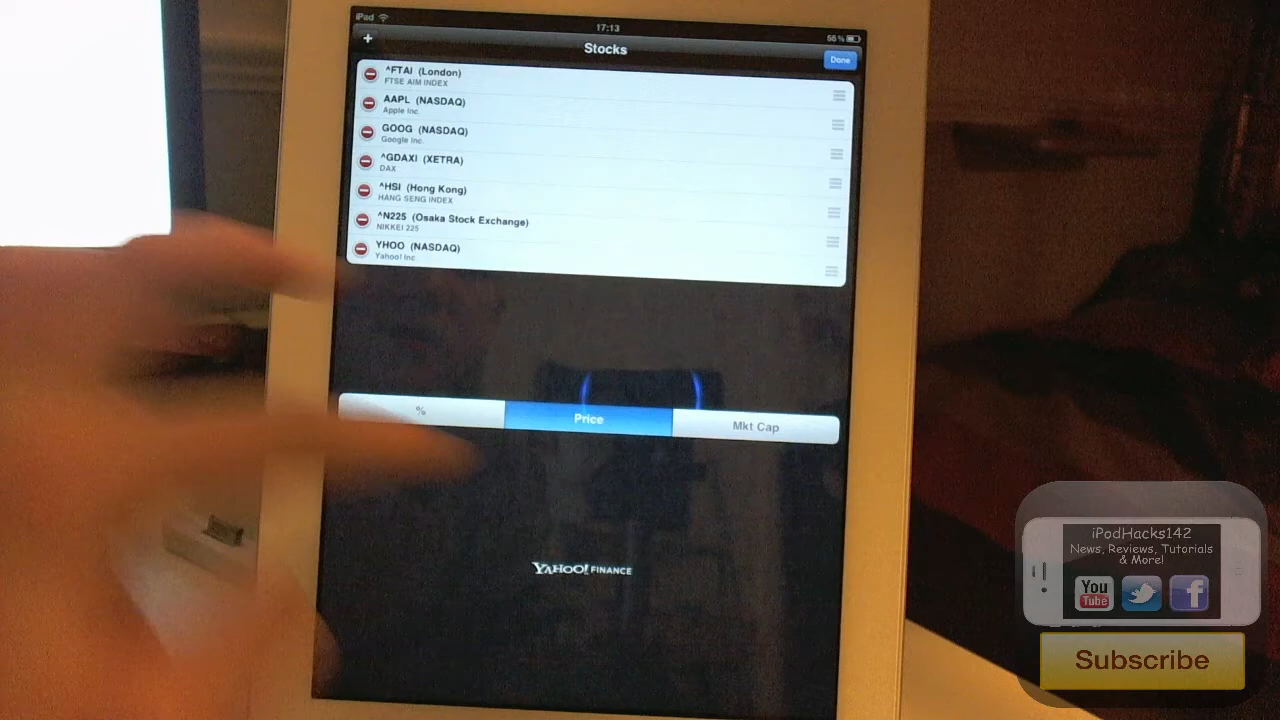 iPad
17:13
55%
+
Stocks
Done
^FTAI (London)
FTSE AIM INDEX
AAPL (NASDAQ)
Apple Inc.
GOOG (NASDAQ)
Google Inc.
^GDAXI (XETRA)
DAX
^HSI (Hong Kong)
HANG SENG INDEX
^N225 (Osaka Stock Exchange)
NIKKEI 225
YHOO (NASDAQ)
Yahoo! Inc.
%
Price
Mkt Cap
YAHOO! FINANCE
iPodHacks142
News, Reviews, Tutorials
& More!
You
Tube
f
Subscribe